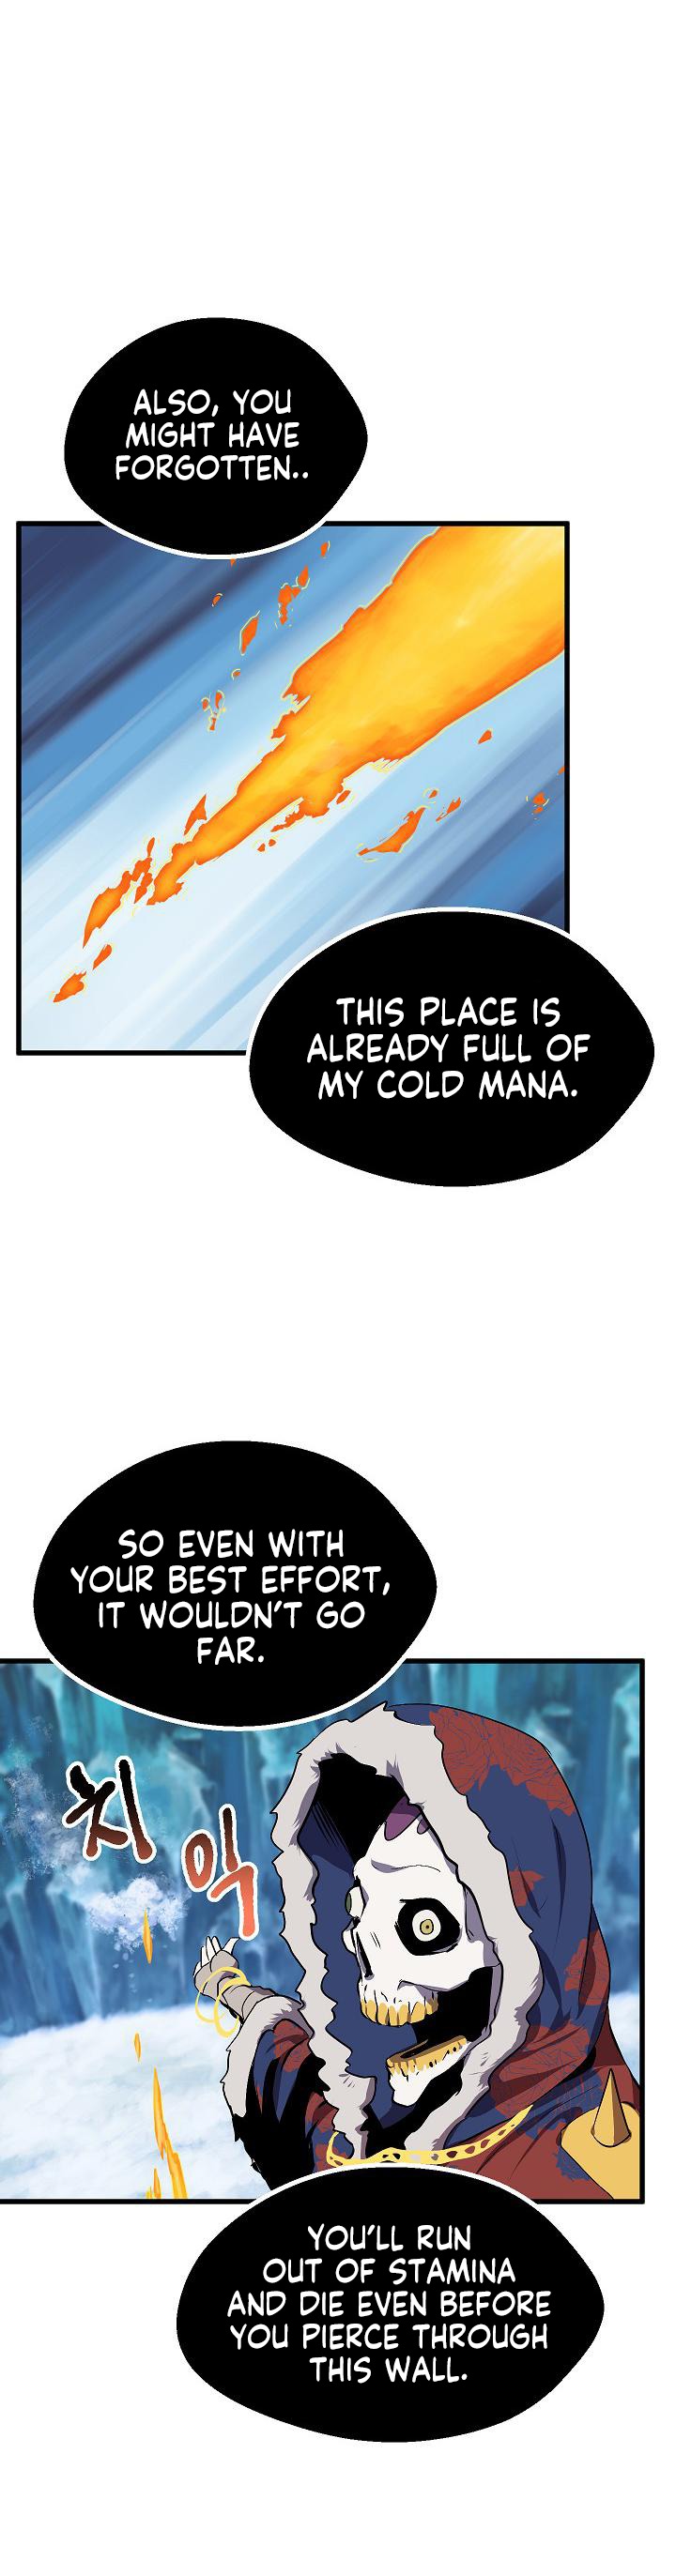 ALSO, YOU
MIGHT HAVE
FORGOTTEN..
THIS PLACE IS
ALREADY FULL OF
MY COLD MANA.
SO EVEN WITH
YOUR BEST EFFORT,
IT WOULDN'T GO
FAR.
치익
YOU'LL RUN
OUT OF STAMINA
AND DIE EVEN BEFORE
YOU PIERCE THROUGH
THIS WALL.